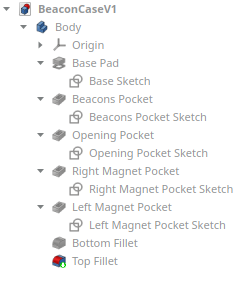 BeaconCaseV1
Body
Origin
Base Pad
Base Sketch
Beacons Pocket
Beacons Pocket Sketch
Opening Pocket
Opening Pocket Sketch
Right Magnet Pocket
Right Magnet Pocket Sketch
Left Magnet Pocket
Left Magnet Pocket Sketch
Bottom Fillet
Top Fillet